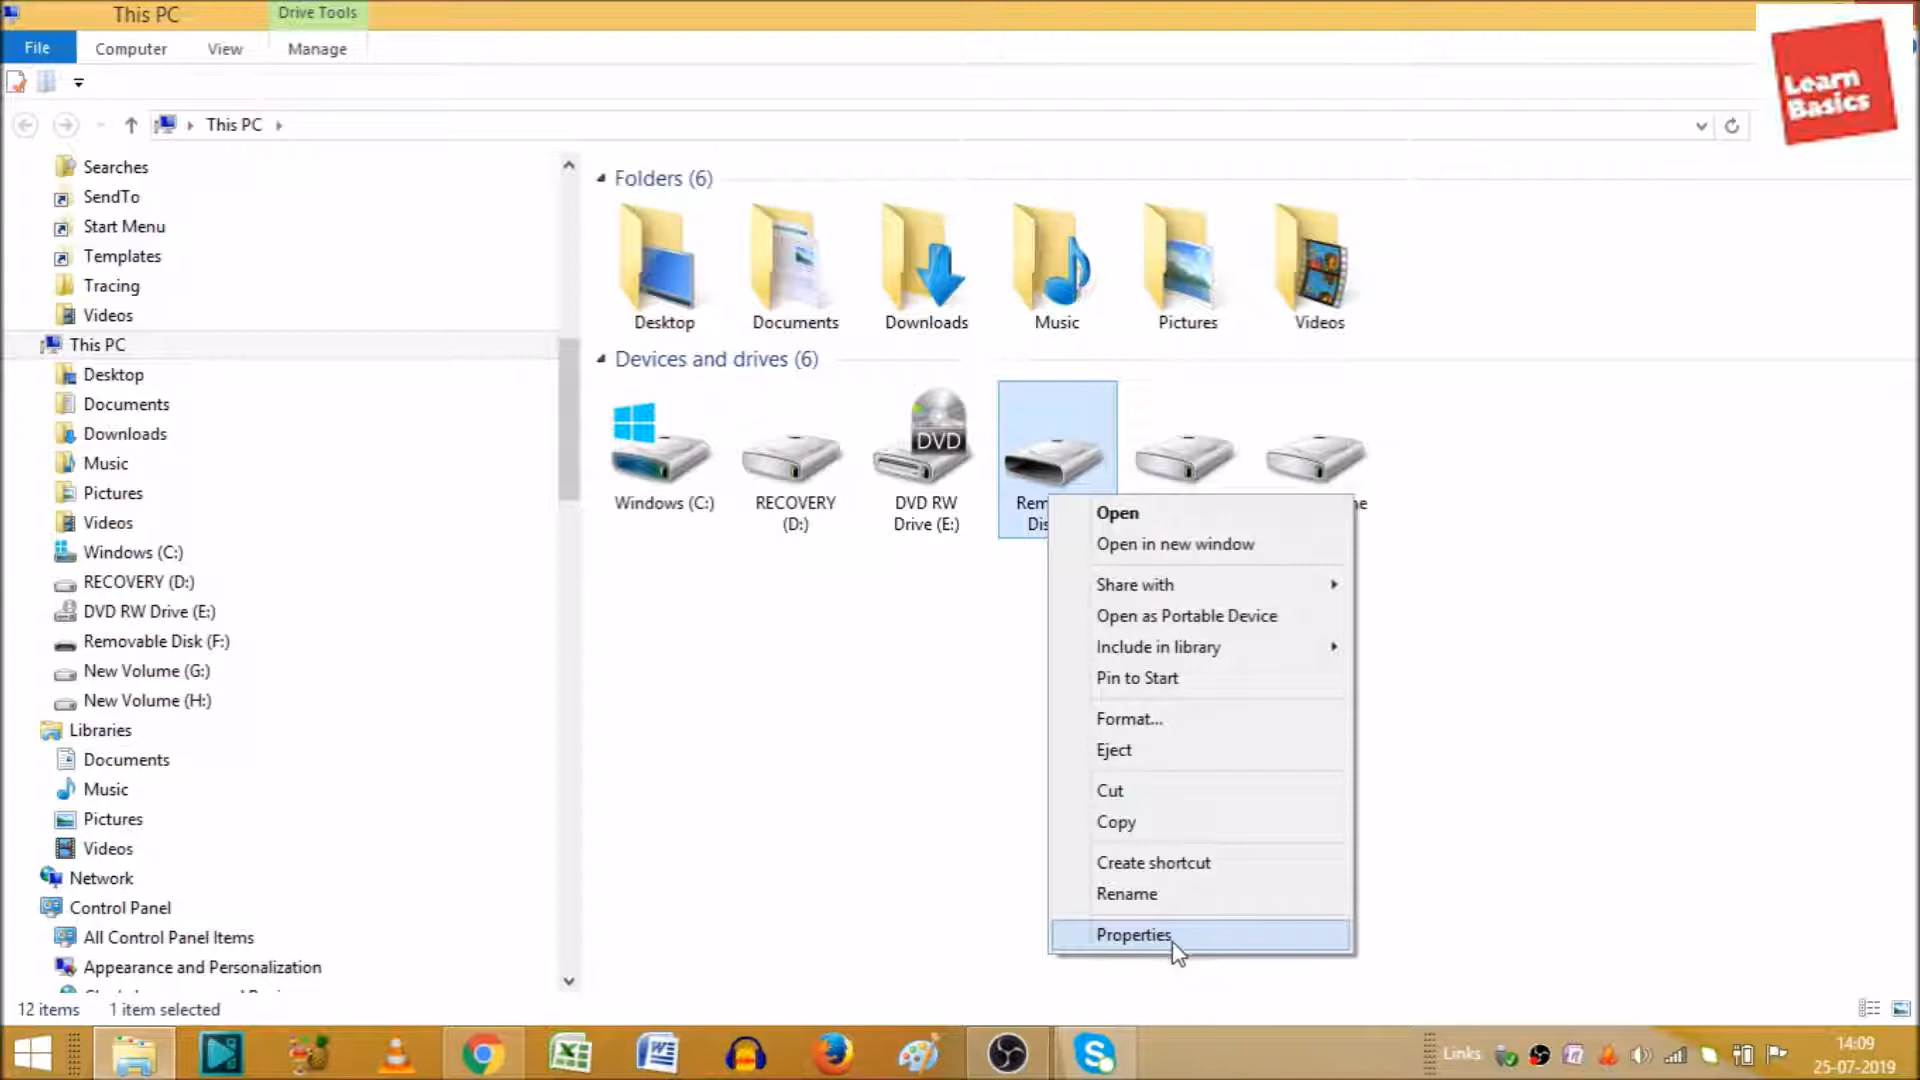 This PC
Drive Tools
File
Computer
View
Manage
Learn
Basics
This PC
Searches
SendTo
Start Menu
Templates
Tracing
Videos
This PC
Desktop
Documents
Downloads
Music
Pictures
Videos
Windows (C:)
RECOVERY (D:)
DVD RW Drive (E:)
Removable Disk (F:)
New Volume (G:)
New Volume (H:)
Libraries
Documents
Music
Pictures
Videos
Network
Control Panel
All Control Panel Items
Appearance and Personalization
Folders (6)
Desktop
Documents
Downloads
Music
Pictures
Videos
Devices and drives (6)
DVD
Windows (C:)
RECOVERY
(D:)
DVD RW
Drive (E:)
Open
Open in new window
Share with
Open as Portable Device
Include in library
Pin to Start
Format...
Eject
Cut
Copy
Create shortcut
Rename
Properties
12 items
1 item selected
Links
14:09
25-07-2019